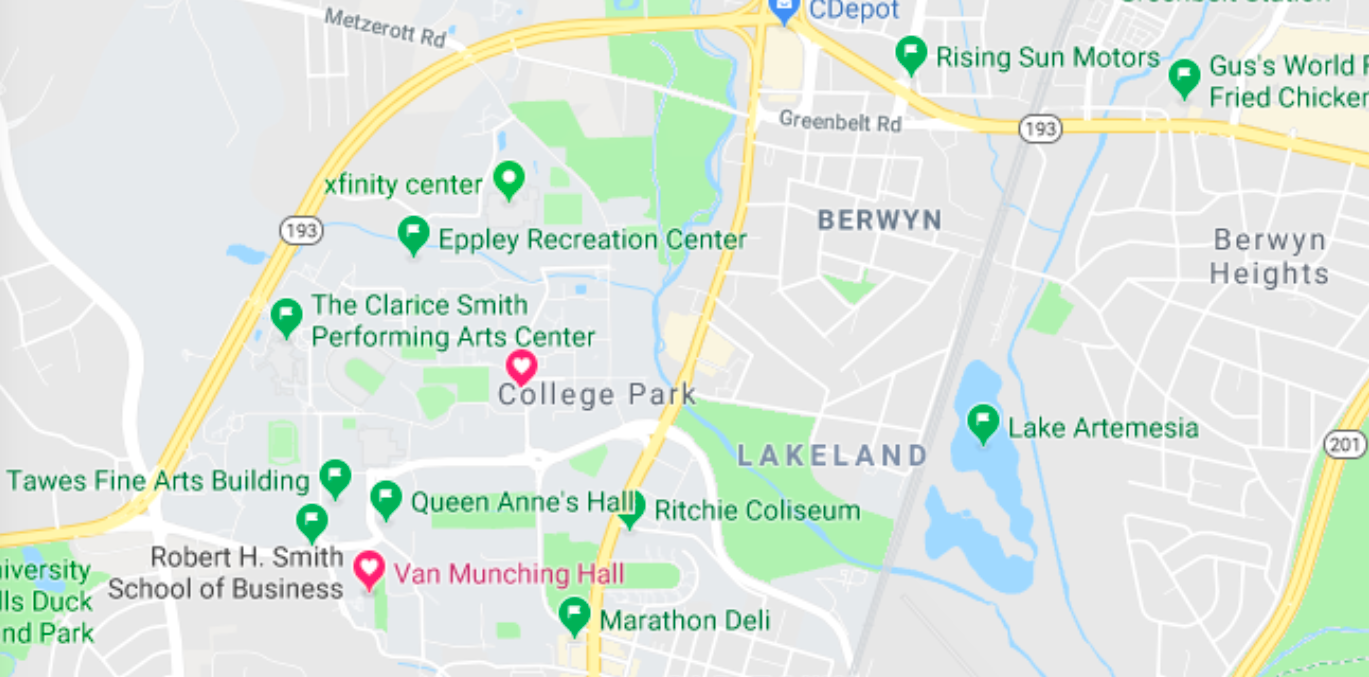 CDepot
Metzerott Rd
Rising Sun Motors
Gus's World
Fried Chicken
193
Greenbelt Rd
xfinity center
193
BERWYN
Eppley Recreation Center
Berwyn
Heights
The Clarice Smith
Performing Arts Center
College Park
Lake Artemesia
201
LAKELAND
Tawes Fine Arts Building
Queen Anne's Hall
Ritchie Coliseum
Robert H. Smith
School of Business
Van Munching Hall
iversity
lls Duck
nd Park
Marathon Deli